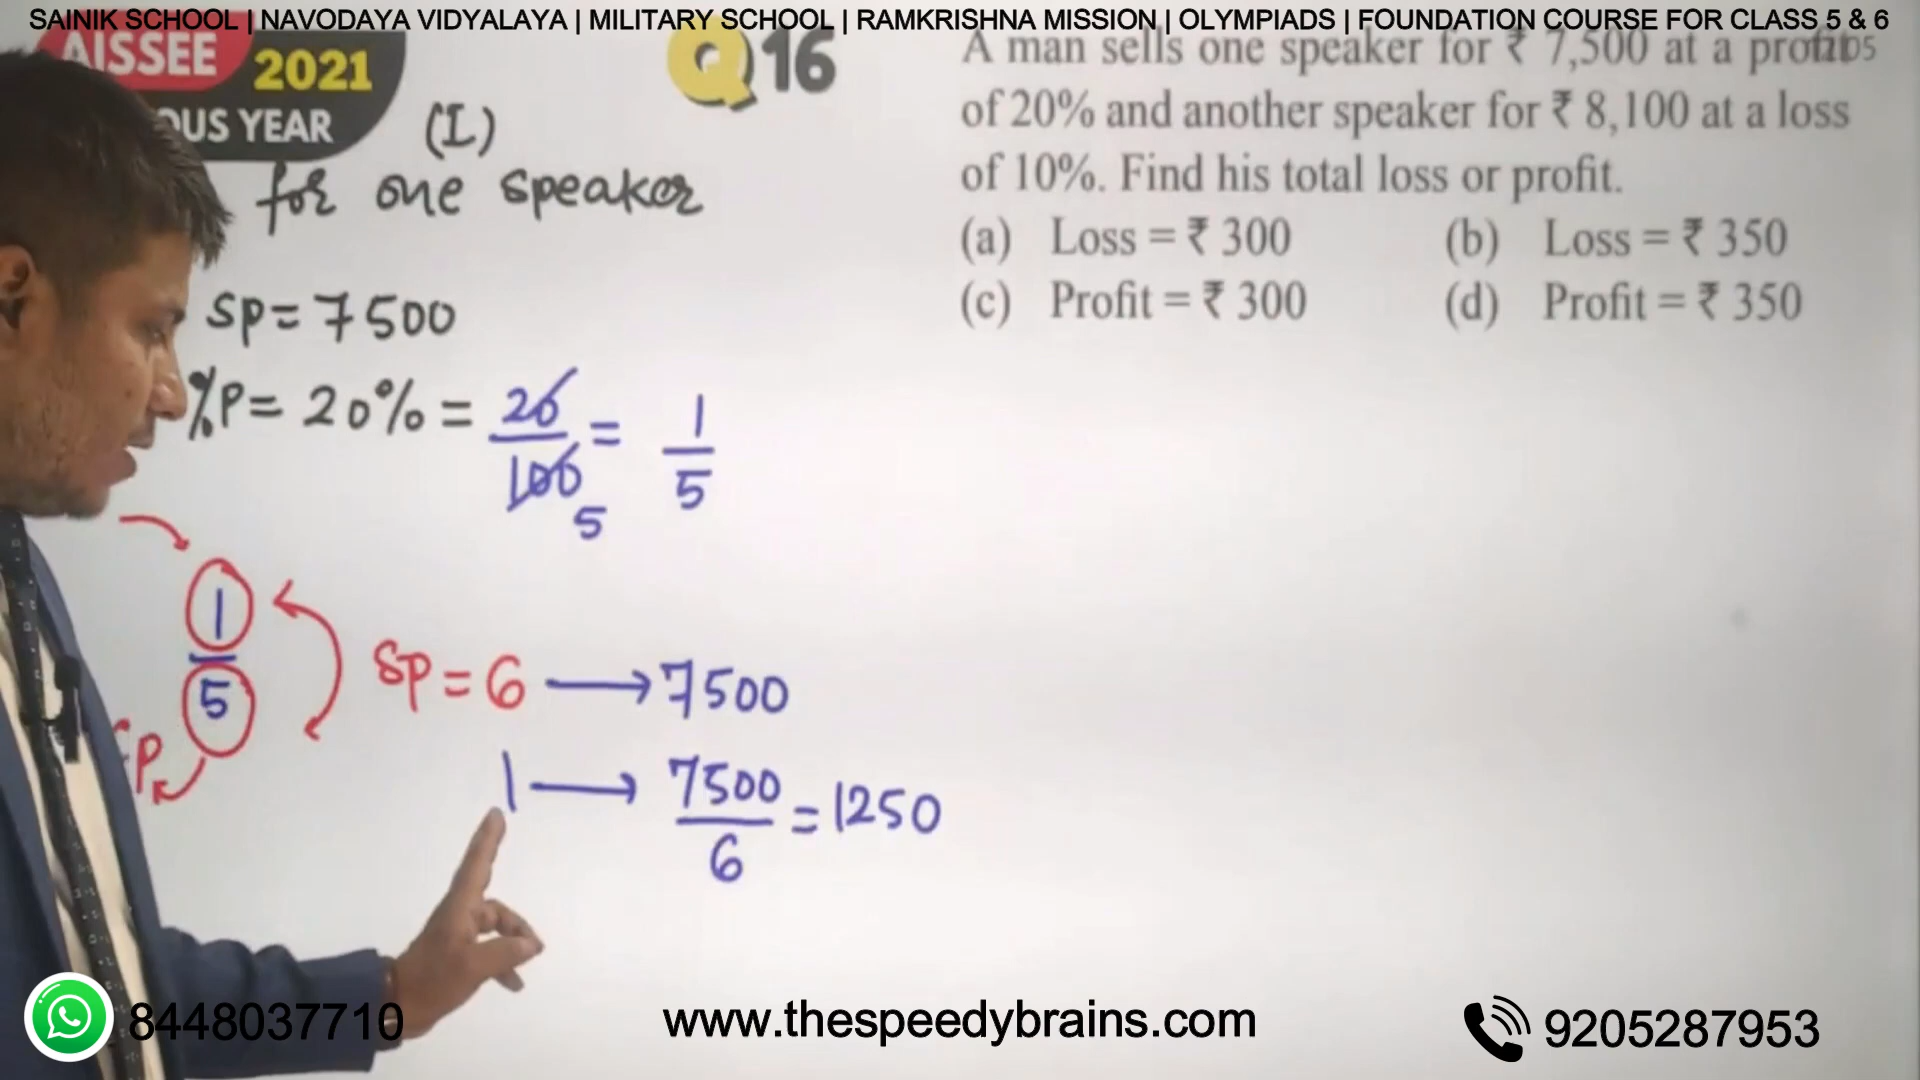 SAINIK SCHOOL | NAVODAYA VIDYALAYA | MILITARY SCHOOL | RAMKRISHNA MISSION | OLYMPIADS | FOUNDATION COURSE FOR CLASS 5 & 6
AISSEE
2021
OUS YEAR
(I)
for one speaker
SP = 7500
%P = 20% = 20/100 = 1/5
5
1/5
CP
SP = 6 → 7500
1 → 7500/6 = 1250
Q 16
A man sells one speaker for ₹ 7,500 at a profit
of 20% and another speaker for ₹ 8,100 at a loss
of 10%. Find his total loss or profit.
(a) Loss = ₹ 300 (b) Loss = ₹ 350
(c) Profit = ₹ 300 (d) Profit = ₹ 350
8448037710
www.thespeedybrains.com
9205287953